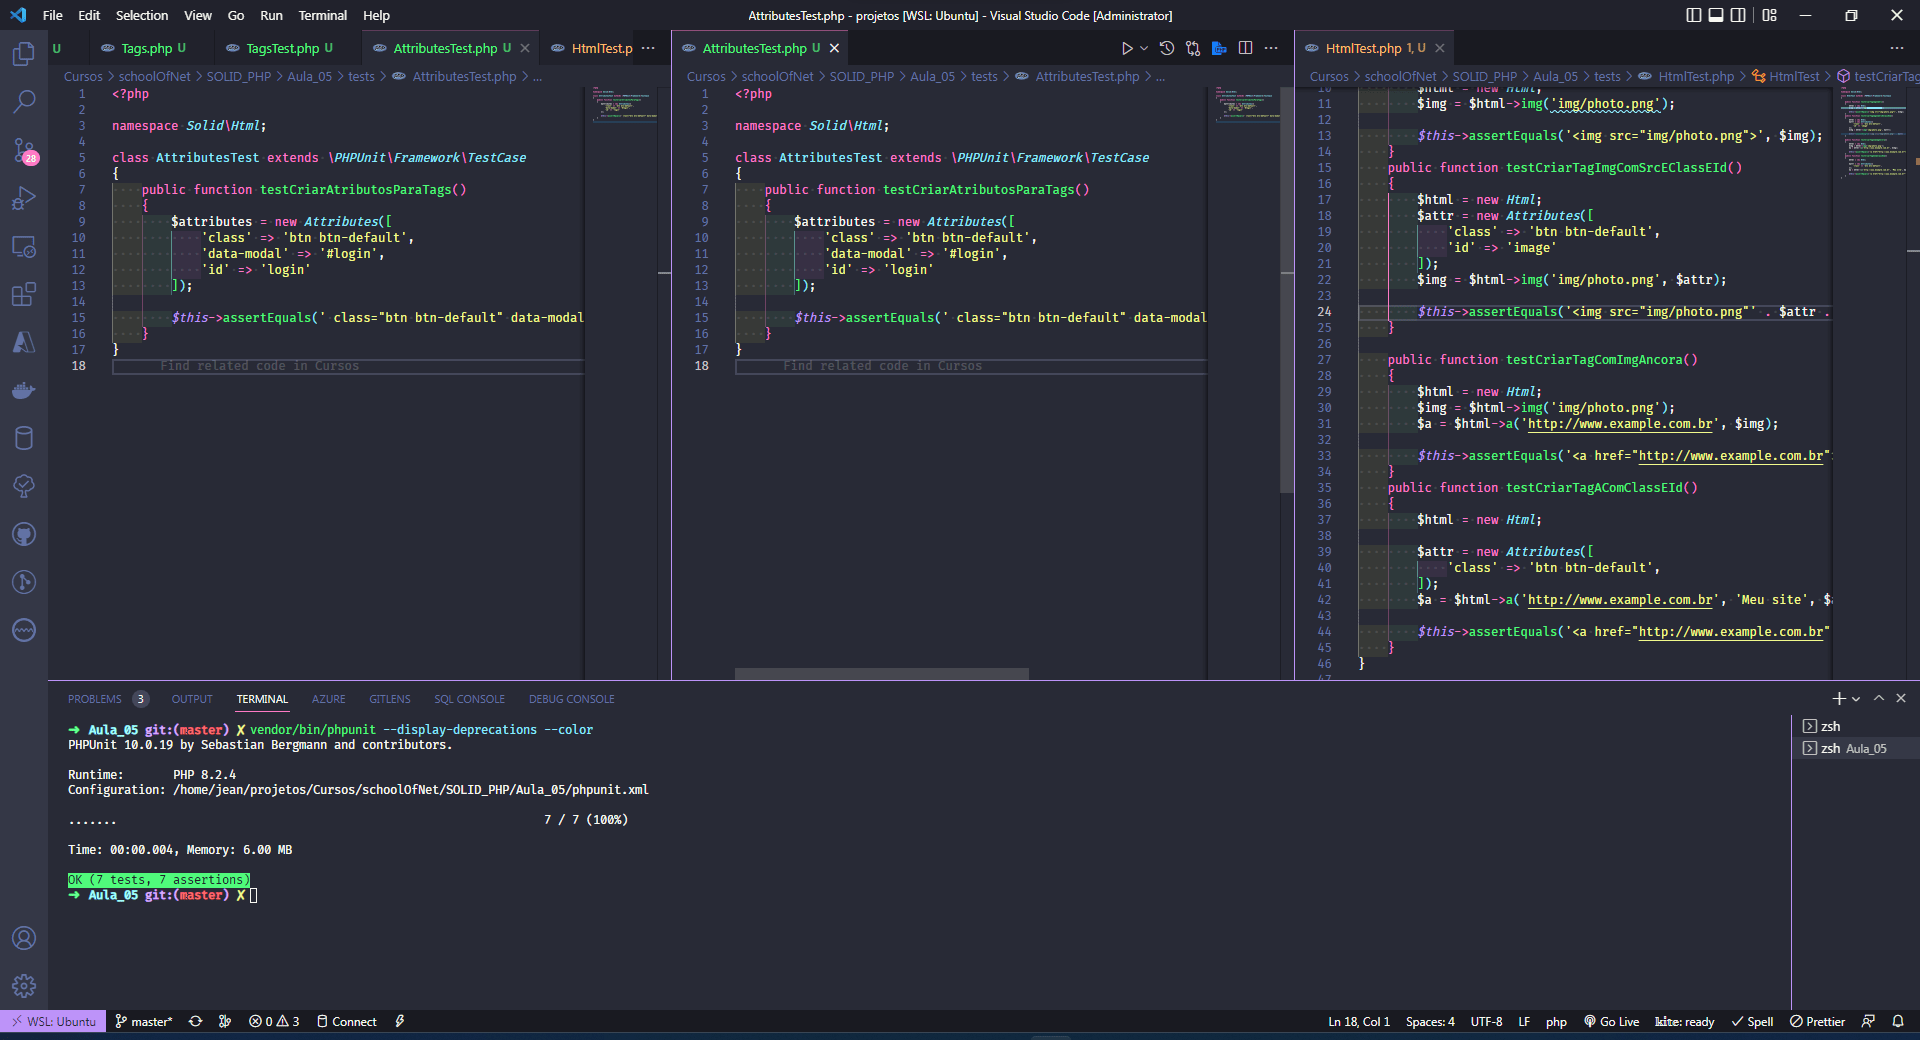 File Edit Selection View Go Run Terminal Help
AttributesTest.php - projetos [WSL: Ubuntu] - Visual Studio Code [Administrator]
U Tags.php U TagsTest.php U AttributesTest.php U HtmlTest.p
Cursos > schoolOfNet > SOLID_PHP > Aula_05 > tests > AttributesTest.php > ...
1 <?php
2
3 namespace Solid\Html;
4
5 class AttributesTest extends \PHPUnit\Framework\TestCase
6 {
7 public function testCriarAtributosParaTags()
8 {
9 $attributes = new Attributes([
10 'class' => 'btn btn-default',
11 'data-modal' => '#login',
12 'id' => 'login'
13 ]);
14
15 $this->assertEquals(' class="btn btn-default" data-modal
16 }
17 }
18 Find related code in Cursos
AttributesTest.php U
Cursos > schoolOfNet > SOLID_PHP > Aula_05 > tests > AttributesTest.php > ...
1 <?php
2
3 namespace Solid\Html;
4
5 class AttributesTest extends \PHPUnit\Framework\TestCase
6 {
7 public function testCriarAtributosParaTags()
8 {
9 $attributes = new Attributes([
10 'class' => 'btn btn-default',
11 'data-modal' => '#login',
12 'id' => 'login'
13 ]);
14
15 $this->assertEquals(' class="btn btn-default" data-modal
16 }
17 }
18 Find related code in Cursos
HtmlTest.php 1, U
Cursos > schoolOfNet > SOLID_PHP > Aula_05 > tests > HtmlTest.php > HtmlTest > testCriarTag
10 $html = new Html;
11 $img = $html->img('img/photo.png');
12
13 $this->assertEquals('<img src="img/photo.png">', $img);
14 }
15 public function testCriarTagImgComSrcEClassEId()
16 {
17 $html = new Html;
18 $attr = new Attributes([
19 'class' => 'btn btn-default',
20 'id' => 'image'
21 ]);
22 $img = $html->img('img/photo.png', $attr);
23
24 $this->assertEquals('<img src="img/photo.png"' . $attr .
25 }
26
27 public function testCriarTagComImgAncora()
28 {
29 $html = new Html;
30 $img = $html->img('img/photo.png');
31 $a = $html->a('http://www.example.com.br', $img);
32
33 $this->assertEquals('<a href="http://www.example.com.br"
34 }
35 public function testCriarTagAComClassEId()
36 {
37 $html = new Html;
38
39 $attr = new Attributes([
40 'class' => 'btn btn-default',
41 ]);
42 $a = $html->a('http://www.example.com.br', 'Meu site', $
43
44 $this->assertEquals('<a href="http://www.example.com.br"
45 }
46 }
47
28
PROBLEMS 3 OUTPUT TERMINAL AZURE GITLENS SQL CONSOLE DEBUG CONSOLE
➜ Aula_05 git:(master) ✗ vendor/bin/phpunit --display-deprecations --color
PHPUnit 10.0.19 by Sebastian Bergmann and contributors.
Runtime: PHP 8.2.4
Configuration: /home/jean/projetos/Cursos/schoolOfNet/SOLID_PHP/Aula_05/phpunit.xml
....... 7 / 7 (100%)
Time: 00:00.004, Memory: 6.00 MB
OK (7 tests, 7 assertions)
➜ Aula_05 git:(master) ✗
zsh
zsh Aula_05
WSL: Ubuntu master* 0 3 Connect
Ln 18, Col 1 Spaces: 4 UTF-8 LF php Go Live kite: ready Spell Prettier